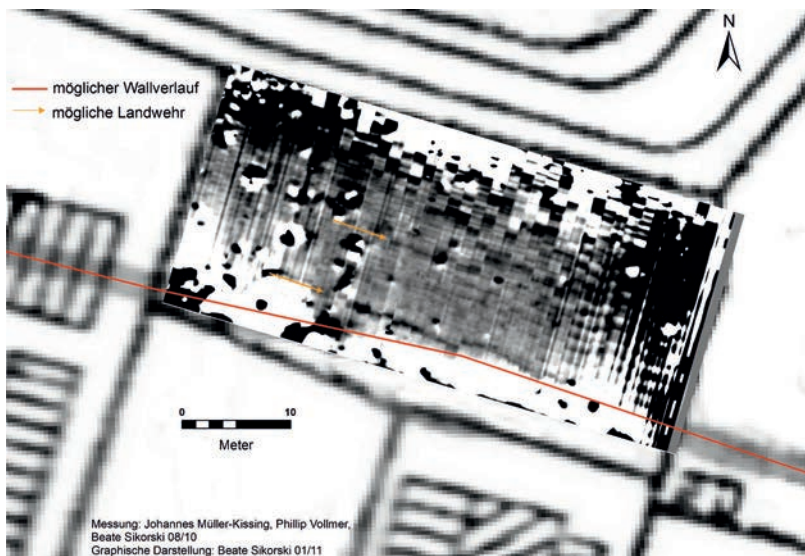 N
möglicher Wallverlauf
mögliche Landwehr
0 10
Meter
Messung: Johannes Müller-Kissing, Phillip Vollmer,
Beate Sikorski 08/10
Graphische Darstellung: Beate Sikorski 01/11